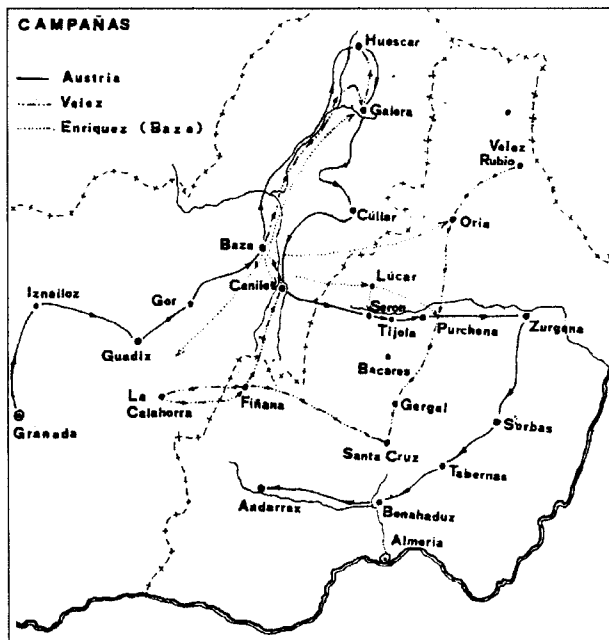 CAMPAÑAS
Austria
Velez
Enriquez (Baza)
Huescar
Galera
Velez
Rubio
Cúllar
Oria
Baza
Caniles
Lúcar
Iznalloz
Gor
Seron
Tijola
Purchena
Zurgena
Guadiz
Bacares
La
Calahorra
Fiñana
Gergal
Granada
Sorbas
Santa Cruz
Tabernas
Andarrax
Benahaduz
Almeria